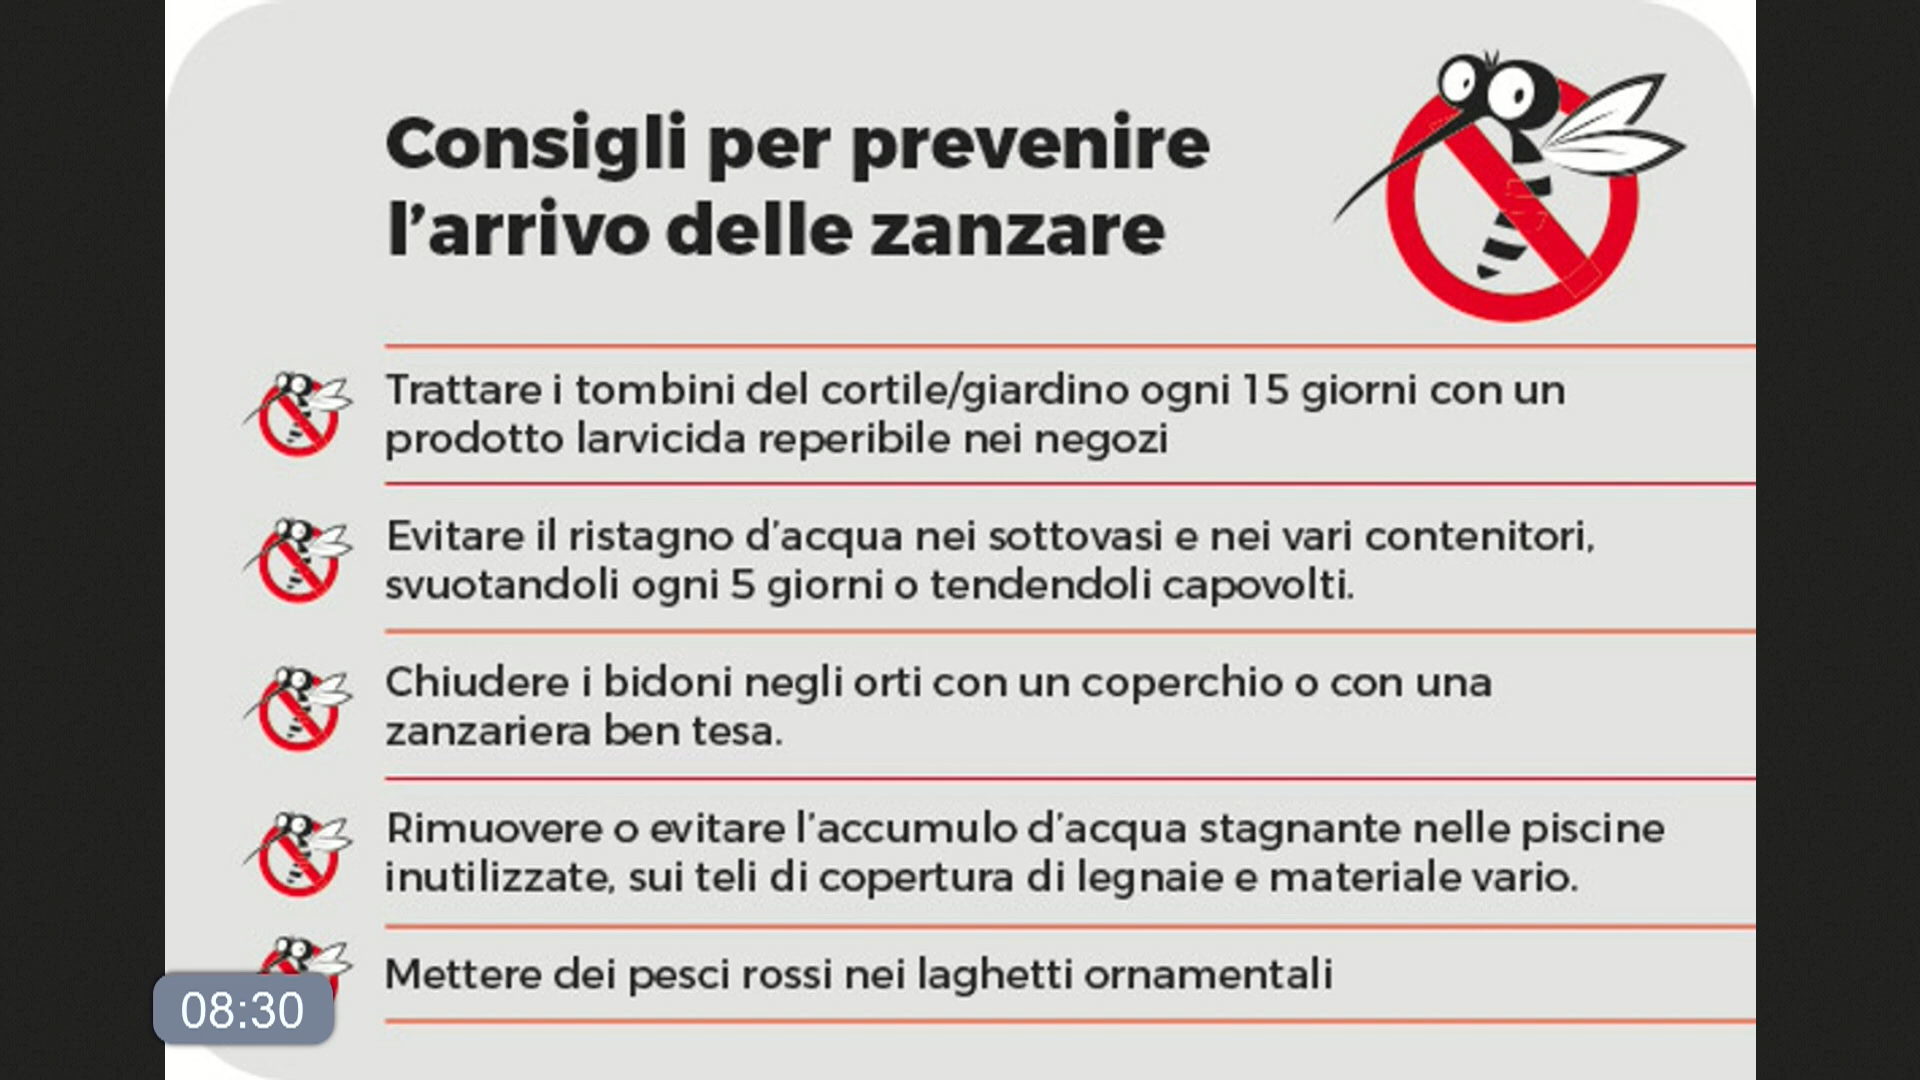 Consigli per prevenire
l’arrivo delle zanzare
Trattare i tombini del cortile/giardino ogni 15 giorni con un
prodotto larvicida reperibile nei negozi
Evitare il ristagno d’acqua nei sottovasi e nei vari contenitori,
svuotandoli ogni 5 giorni o tendendoli capovolti.
Chiudere i bidoni negli orti con un coperchio o con una
zanzariera ben tesa.
Rimuovere o evitare l’accumulo d’acqua stagnante nelle piscine
inutilizzate, sui teli di copertura di legnaie e materiale vario.
Mettere dei pesci rossi nei laghetti ornamentali
08:30